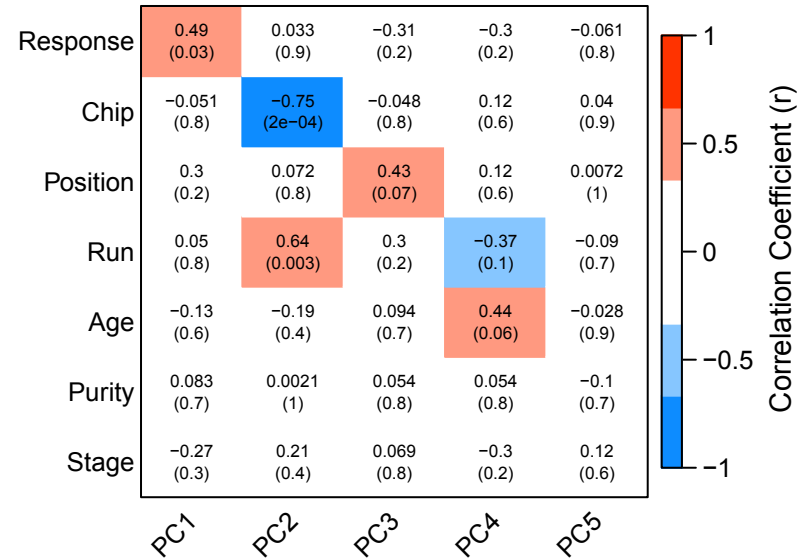 Response 0.49 0.033 −0.31 −0.3 −0.061
(0.03) (0.9) (0.2) (0.2) (0.8)
Chip −0.051 −0.75 −0.048 0.12 0.04
(0.8) (2e−04) (0.8) (0.6) (0.9)
Position 0.3 0.072 0.43 0.12 0.0072
(0.2) (0.8) (0.07) (0.6) (1)
Run 0.05 0.64 0.3 −0.37 −0.09
(0.8) (0.003) (0.2) (0.1) (0.7)
Age −0.13 −0.19 0.094 0.44 −0.028
(0.6) (0.4) (0.7) (0.06) (0.9)
Purity 0.083 0.0021 0.054 0.054 −0.1
(0.7) (1) (0.8) (0.8) (0.7)
Stage −0.27 0.21 0.069 −0.3 0.12
(0.3) (0.4) (0.8) (0.2) (0.6)
PC1 PC2 PC3 PC4 PC5
1
0.5
0
−0.5
−1
Correlation Coefficient (r)